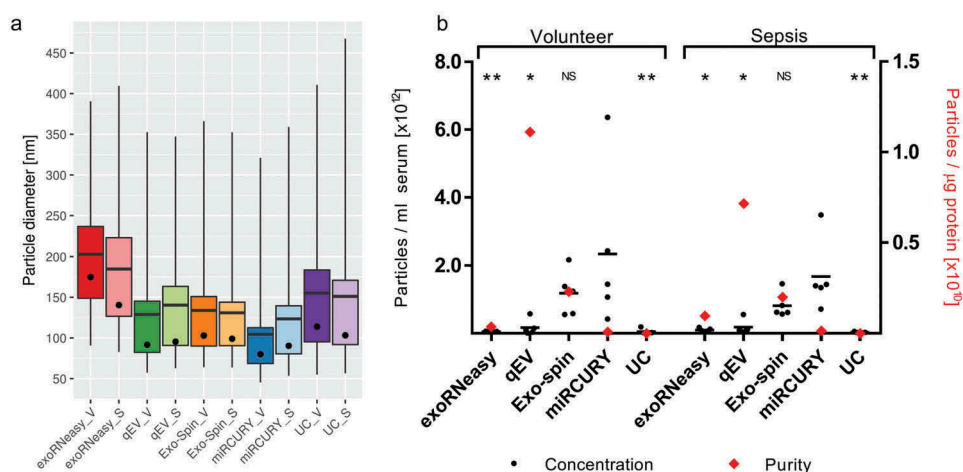 a
Particle diameter [nm]
450
400
350
300
250
200
150
100
50
exoRNeasy_V
exoRNeasy_S
qEV_V
qEV_S
Exo-Spin_V
Exo-Spin_S
miRCURY_V
miRCURY_S
UC_V
UC_S
b
Volunteer
Sepsis
Particles / ml serum [x10¹²]
8.0
6.0
4.0
2.0
** * NS **
* * NS **
1.5
1.0
0.5
Particles / µg protein [x10¹⁰]
exoRNeasy
qEV
Exo-spin
miRCURY
UC
exoRNeasy
qEV
Exo-spin
miRCURY
UC
Concentration
Purity